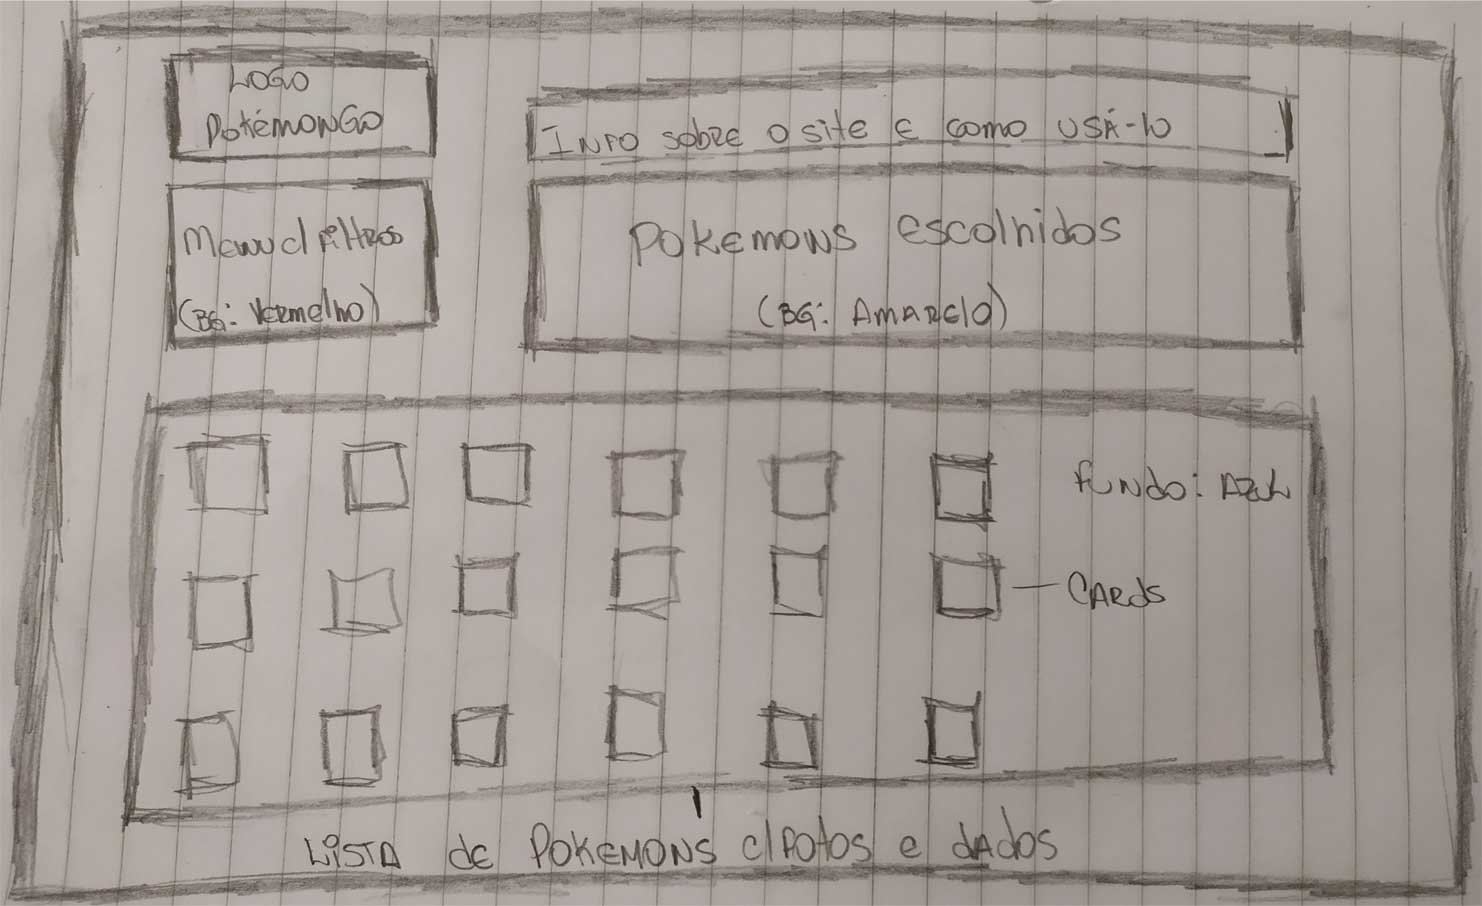 LOGO
POKÉMONGO
INFO sobRE o sitE E como USÁ-lo
Menu c/ filtros
(BG: VERmelho)
POKEMONS escolhidos
(BG: AMARELO)
FUNdo: AZUL
CARds
LISTA dE POKEMONS c/ fotos e dAdos